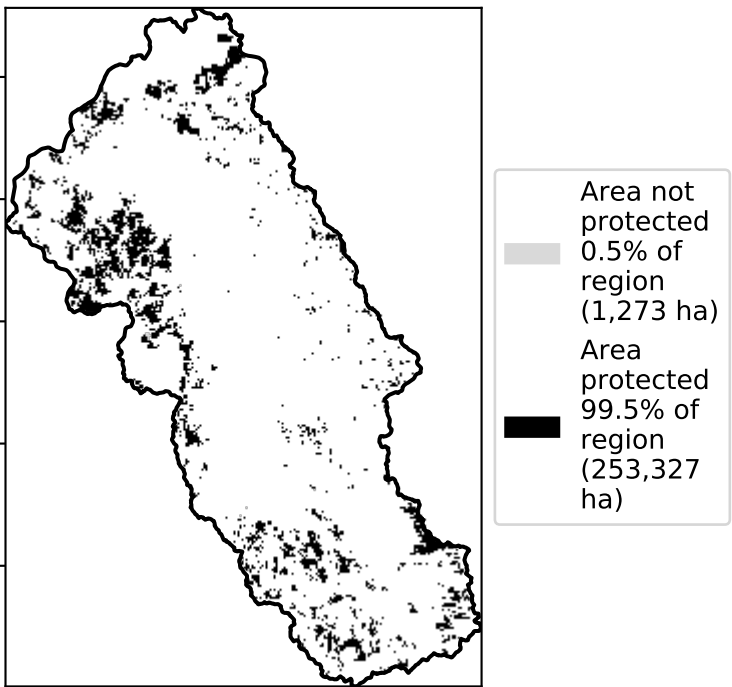 Area not
protected
0.5% of
region
(1,273 ha)
Area
protected
99.5% of
region
(253,327
ha)